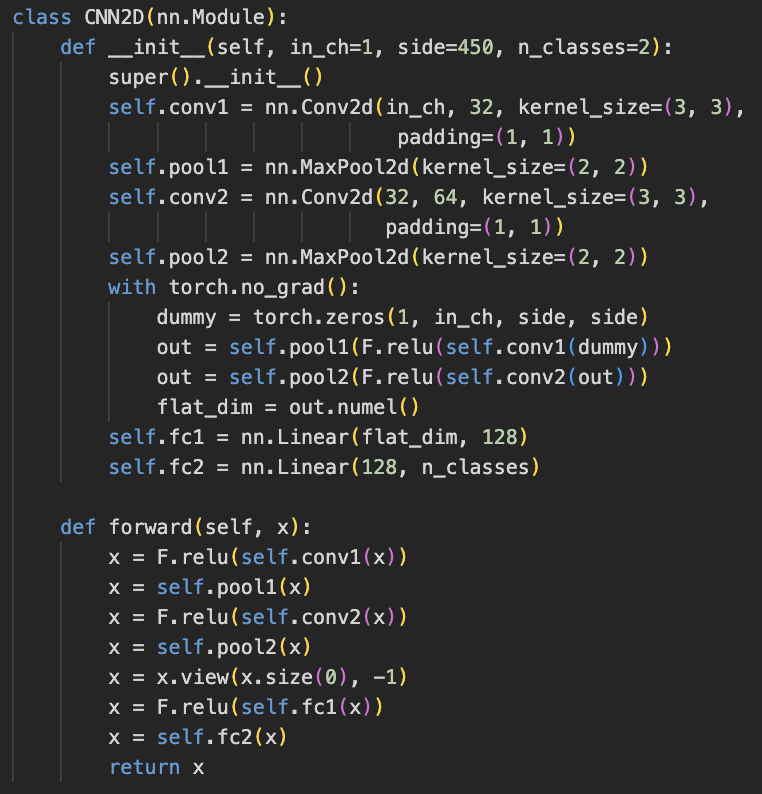 class CNN2D(nn.Module):
    def __init__(self, in_ch=1, side=450, n_classes=2):
        super().__init__()
        self.conv1 = nn.Conv2d(in_ch, 32, kernel_size=(3, 3),
                                padding=(1, 1))
        self.pool1 = nn.MaxPool2d(kernel_size=(2, 2))
        self.conv2 = nn.Conv2d(32, 64, kernel_size=(3, 3),
                               padding=(1, 1))
        self.pool2 = nn.MaxPool2d(kernel_size=(2, 2))
        with torch.no_grad():
            dummy = torch.zeros(1, in_ch, side, side)
            out = self.pool1(F.relu(self.conv1(dummy)))
            out = self.pool2(F.relu(self.conv2(out)))
            flat_dim = out.numel()
        self.fc1 = nn.Linear(flat_dim, 128)
        self.fc2 = nn.Linear(128, n_classes)

    def forward(self, x):
        x = F.relu(self.conv1(x))
        x = self.pool1(x)
        x = F.relu(self.conv2(x))
        x = self.pool2(x)
        x = x.view(x.size(0), -1)
        x = F.relu(self.fc1(x))
        x = self.fc2(x)
        return x